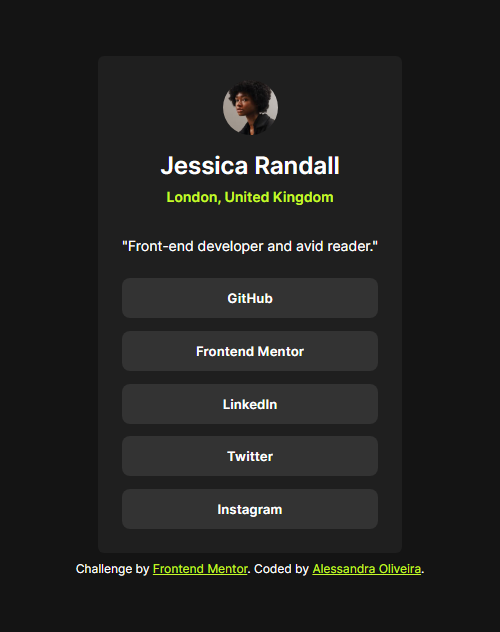 Jessica Randall
London, United Kingdom
"Front-end developer and avid reader."
GitHub
Frontend Mentor
LinkedIn
Twitter
Instagram
Challenge by Frontend Mentor. Coded by Alessandra Oliveira.